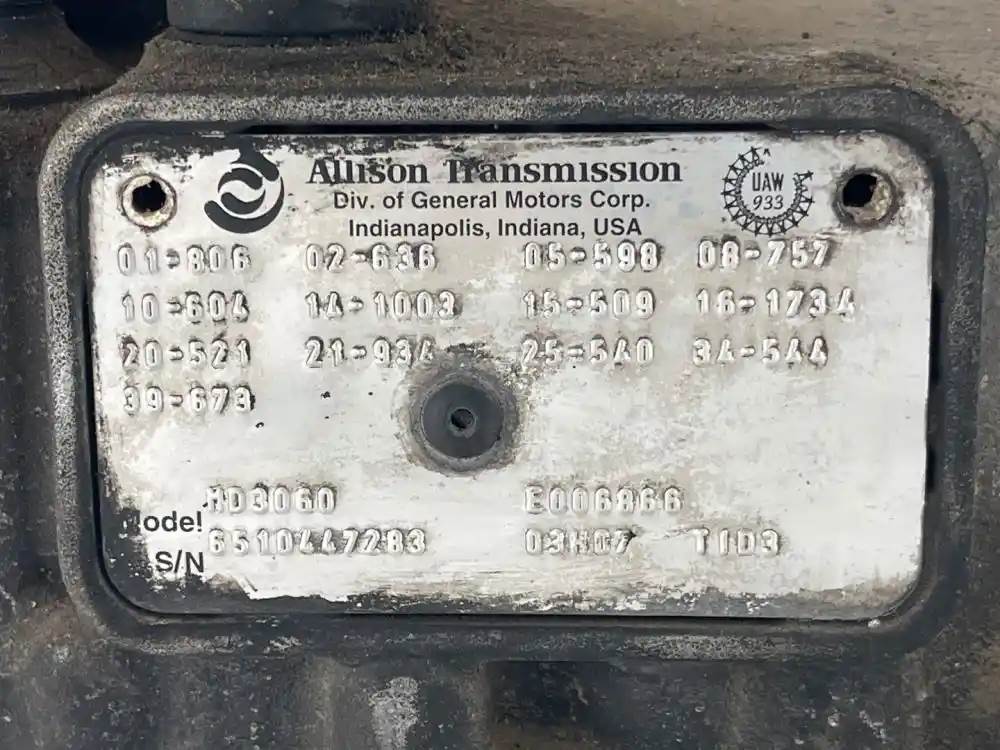 Allison Transmission
Div. of General Motors Corp.
Indianapolis, Indiana, USA
UAW
933
01-806 02-636 05-598 08-757
10-604 14-1003 15-509 16-1734
20-521 21-934 25-540 34-544
39-673
Model MD3060 E006866
S/N 6510447283 03H07 TID3